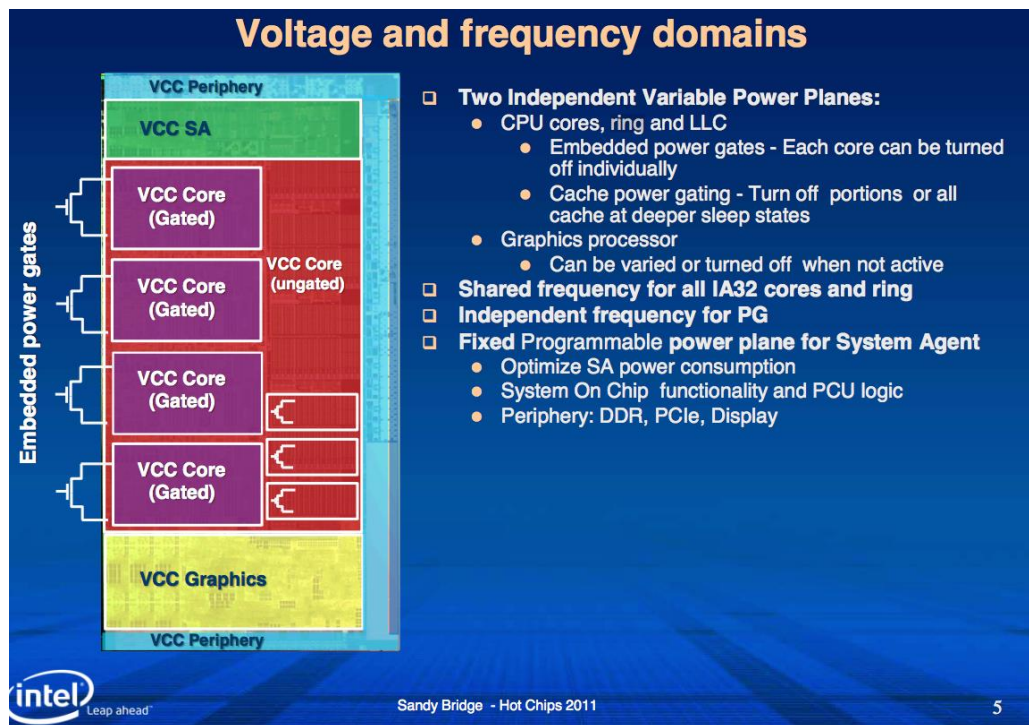 Voltage and frequency domains
VCC Periphery
VCC SA
VCC Core
(Gated)
VCC Core
(Gated)
VCC Core
(Gated)
VCC Core
(Gated)
VCC Core
(ungated)
VCC Graphics
VCC Periphery
Embedded power gates
Two Independent Variable Power Planes:
CPU cores, ring and LLC
Embedded power gates - Each core can be turned
off individually
Cache power gating - Turn off portions or all
cache at deeper sleep states
Graphics processor
Can be varied or turned off when not active
Shared frequency for all IA32 cores and ring
Independent frequency for PG
Fixed Programmable power plane for System Agent
Optimize SA power consumption
System On Chip functionality and PCU logic
Periphery: DDR, PCIe, Display
intel
Leap ahead™
Sandy Bridge - Hot Chips 2011
5